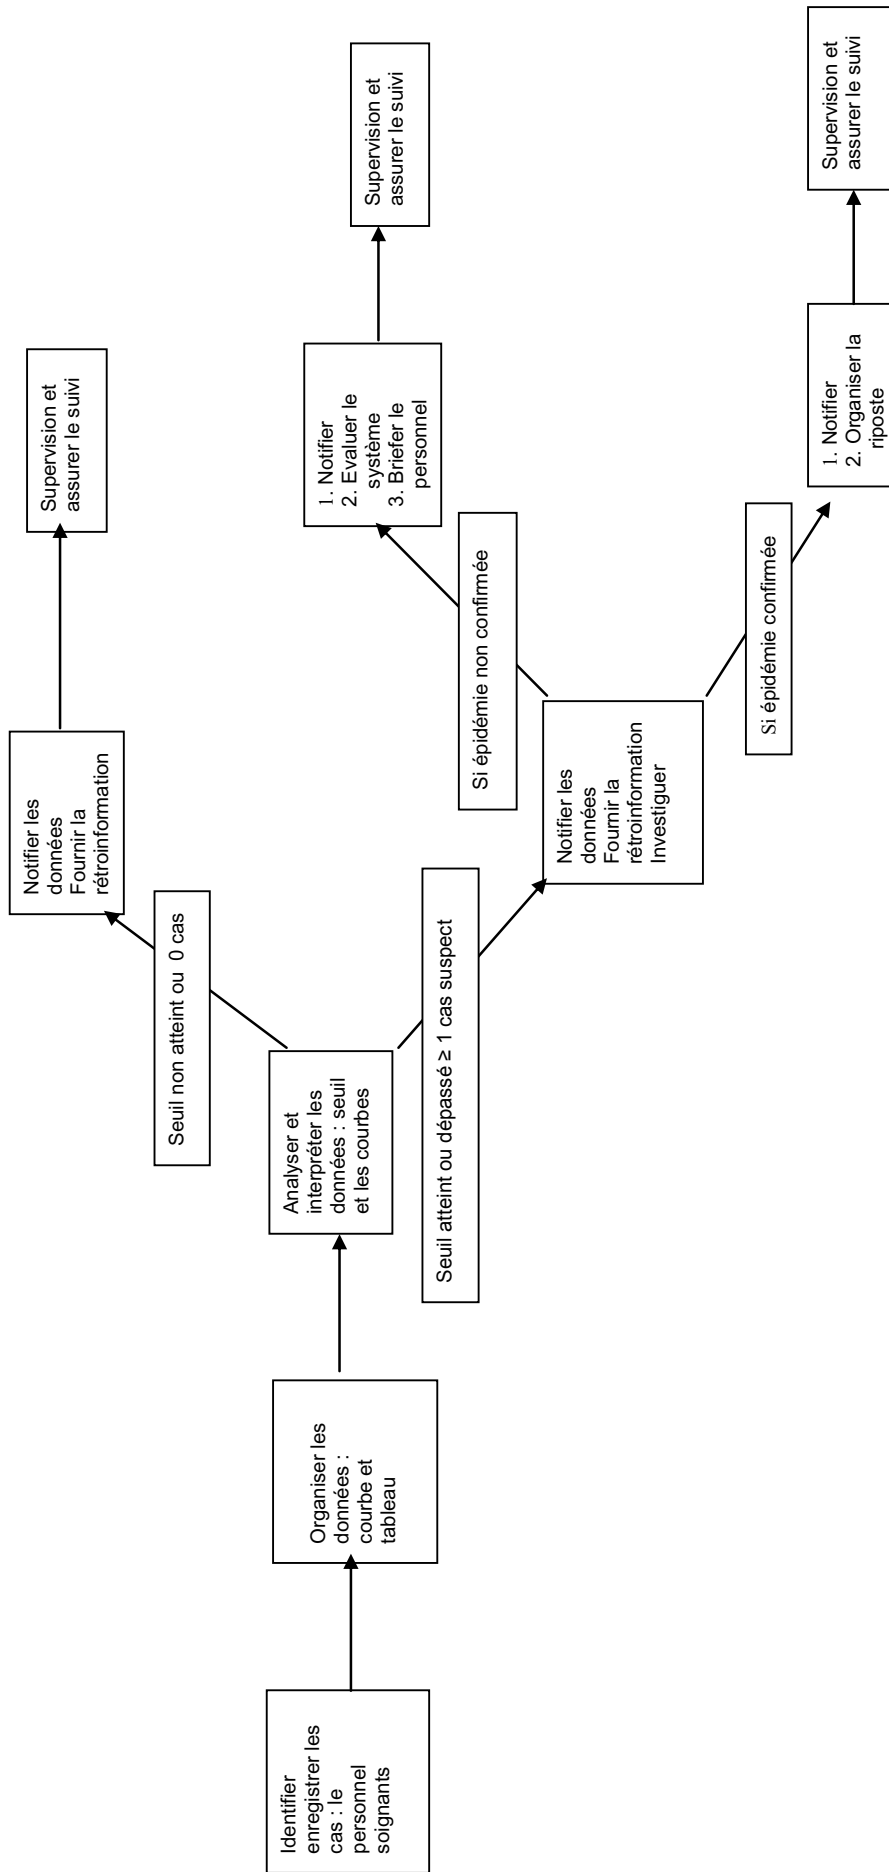 Identifier
enregistrer les
cas : le
personnel
soignants
Organiser les
données :
courbe et
tableau
Analyser et
interpréter les
données : seuil
et les courbes
Seuil non atteint ou 0 cas
Notifier les
données
Fournir la
rétroinformation
Supervision et
assurer le suivi
Seuil atteint ou dépassé ≥ 1 cas suspect
Notifier les
données
Fournir la
rétroinformation
Investiguer
Si épidémie non confirmée
1. Notifier
2. Evaluer le
système
3. Briefer le
personnel
Supervision et
assurer le suivi
Si épidémie confirmée
1. Notifier
2. Organiser la
riposte
Supervision et
assurer le suivi